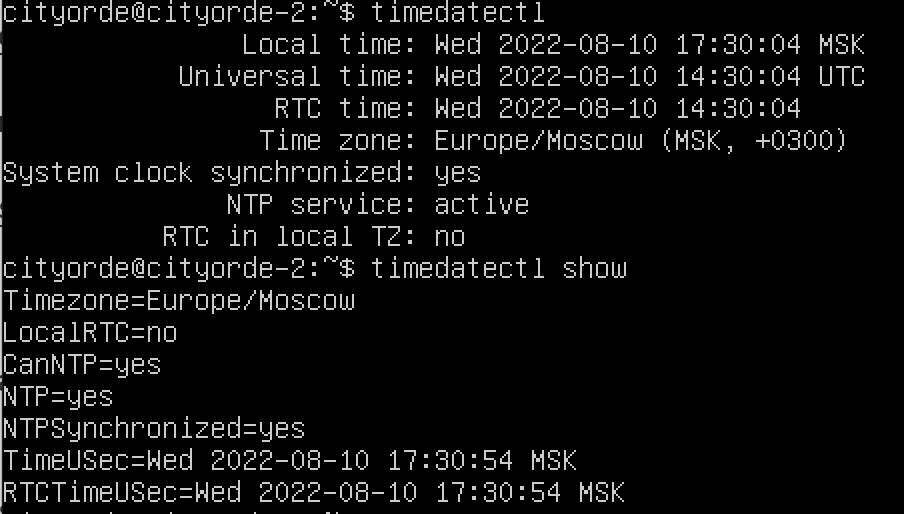 cityorde@cityorde-2:~$ timedatectl
Local time: Wed 2022-08-10 17:30:04 MSK
Universal time: Wed 2022-08-10 14:30:04 UTC
RTC time: Wed 2022-08-10 14:30:04
Time zone: Europe/Moscow (MSK, +0300)
System clock synchronized: yes
NTP service: active
RTC in local TZ: no
cityorde@cityorde-2:~$ timedatectl show
Timezone=Europe/Moscow
LocalRTC=no
CanNTP=yes
NTP=yes
NTPSynchronized=yes
TimeUSec=Wed 2022-08-10 17:30:54 MSK
RTCTimeUSec=Wed 2022-08-10 17:30:54 MSK